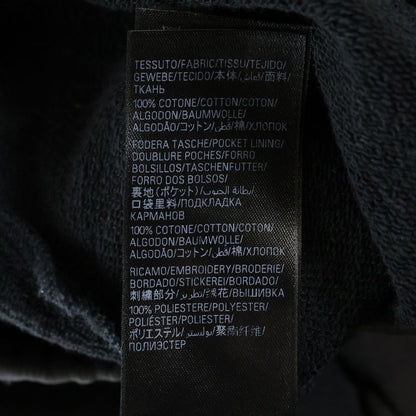 TESSUTO/FABRIC/TISSU/TEJIDO/
GEWEBE/TECIDO/本体/قماش/面料/
ТКАНЬ
100% COTONE/COTTON/COTON/
ALGODON/BAUMWOLLE/
ALGODÃO/コットン/قطن/棉/ХЛОПОК
FODERA TASCHE/POCKET LINING/
DOUBLURE POCHES/FORRO
BOLSILLOS/TASCHENFUTTER/
FORRO DOS BOLSOS/
裏地(ポケット)/بطانة الجيوب/
口袋里料/ПОДКЛАДКА
КАРМАНОВ
100% COTONE/COTTON/COTON/
ALGODON/BAUMWOLLE/
ALGODÃO/コットン/قطن/棉/ХЛОПОК
RICAMO/EMBROIDERY/BRODERIE/
BORDADO/STICKEREI/BORDADO/
刺繍部分/تطريز/绣花/ВЫШИВКА
100% POLIESTERE/POLYESTER/
POLIÉSTER/POLIESTER/
ポリエステル/بوليستر/聚酯纤维/
ПОЛИЭСТЕР